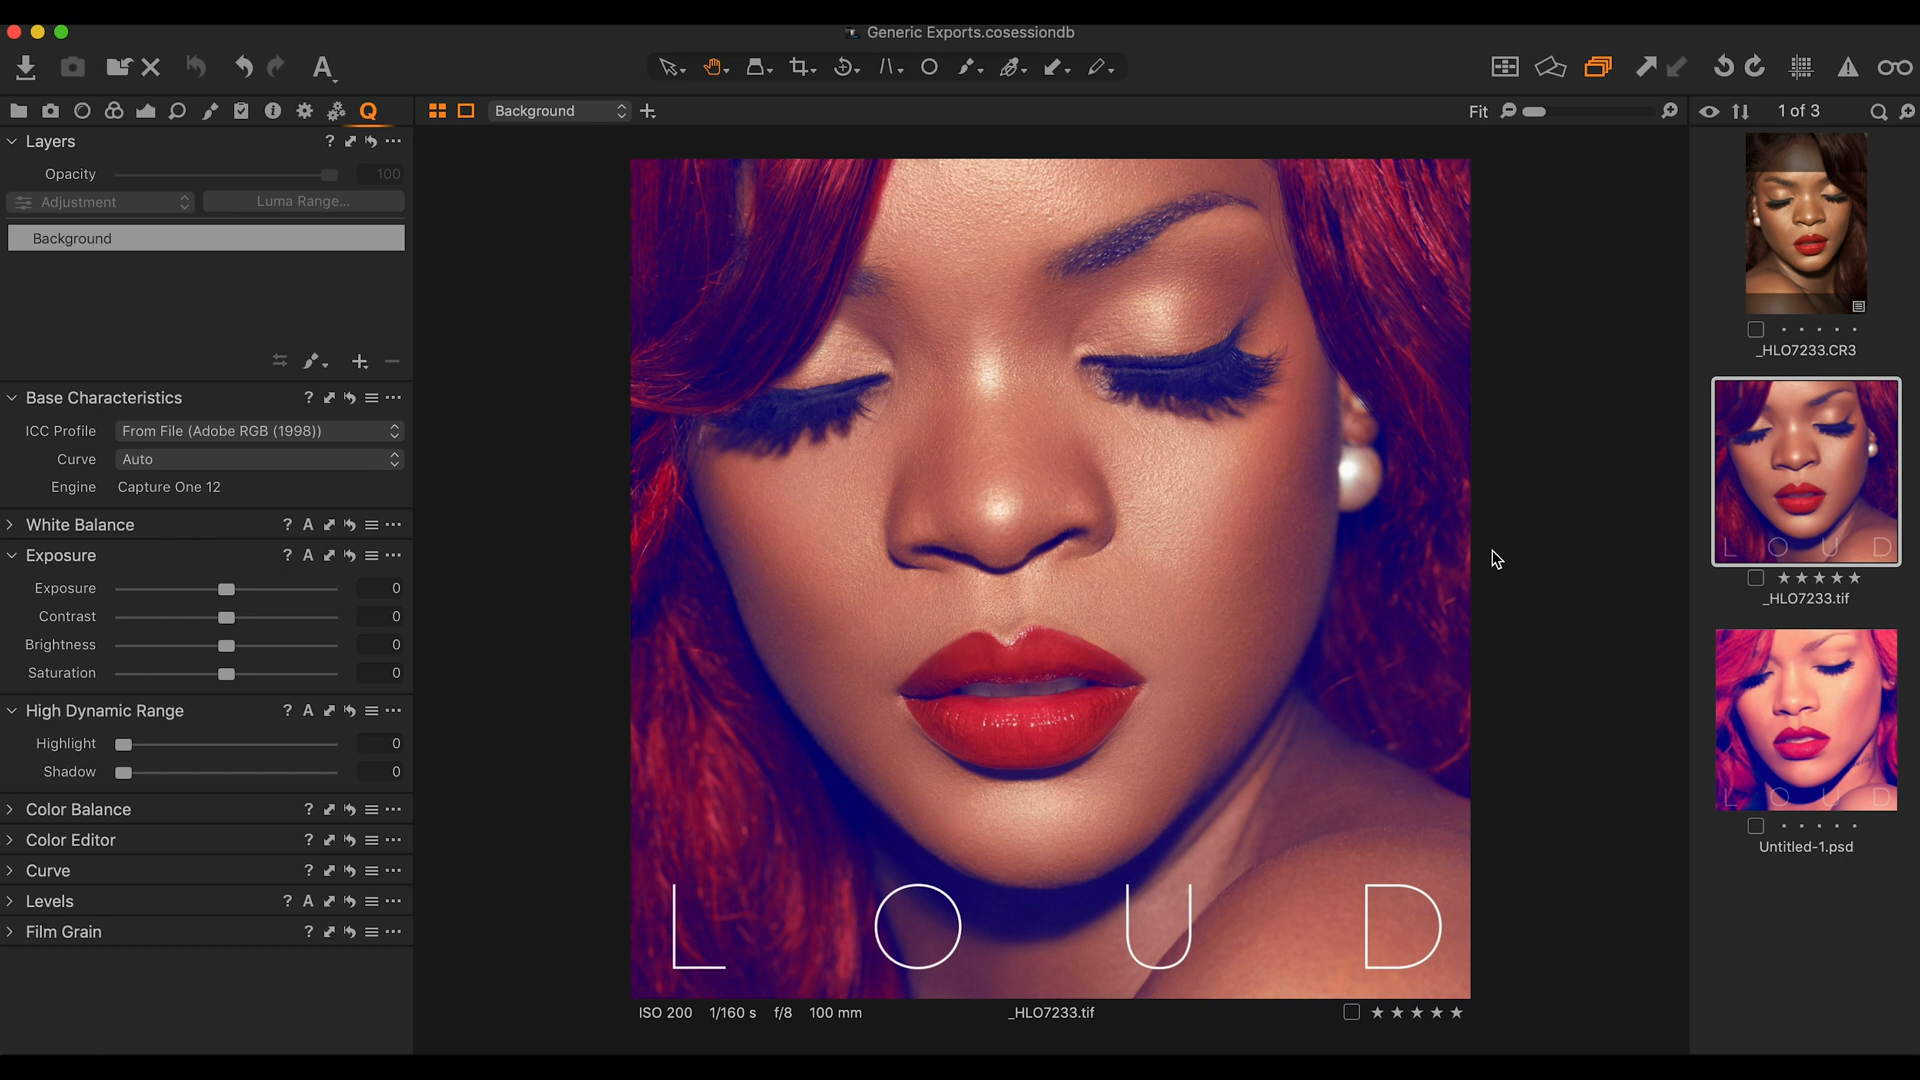 Generic Exports.cosessiondb
A
Q
Background
Fit
1 of 3
Layers
?
Opacity
100
Adjustment
Luma Range...
Background
Base Characteristics
?
ICC Profile
From File (Adobe RGB (1998))
Curve
Auto
Engine
Capture One 12
White Balance
? A
Exposure
? A
Exposure
0
Contrast
0
Brightness
0
Saturation
0
High Dynamic Range
? A
Highlight
0
Shadow
0
Color Balance
?
Color Editor
?
Curve
?
Levels
? A
Film Grain
?
L O U D
ISO 200 1/160 s f/8 100 mm
_HLO7233.tif
_HLO7233.CR3
L O U D
_HLO7233.tif
L O U D
Untitled-1.psd